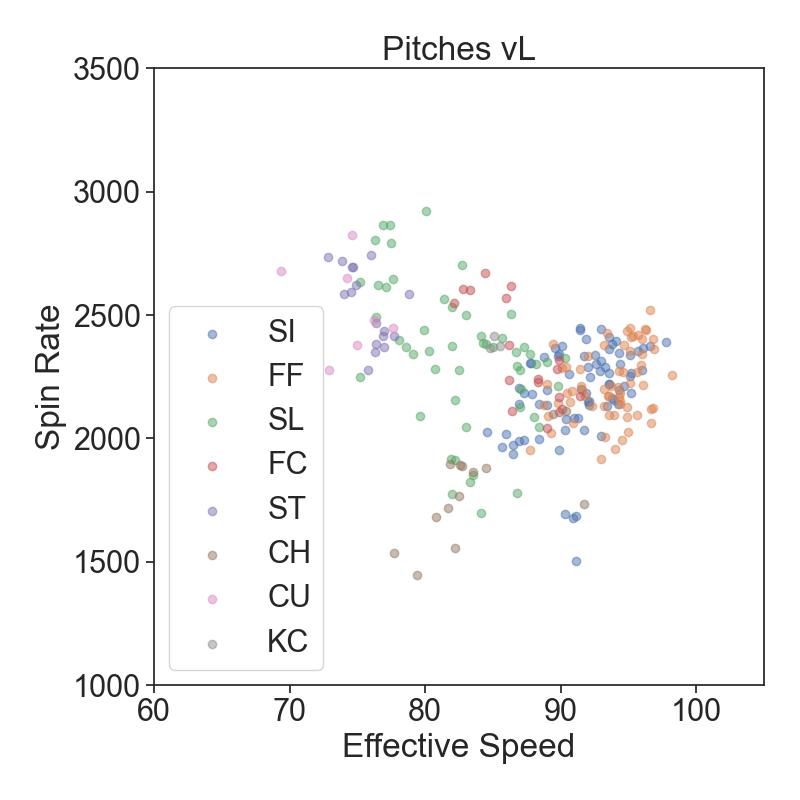 Pitches vL
3500
3000
2500
2000
1500
1000
Spin Rate
SI
FF
SL
FC
ST
CH
CU
KC
60 70 80 90 100
Effective Speed